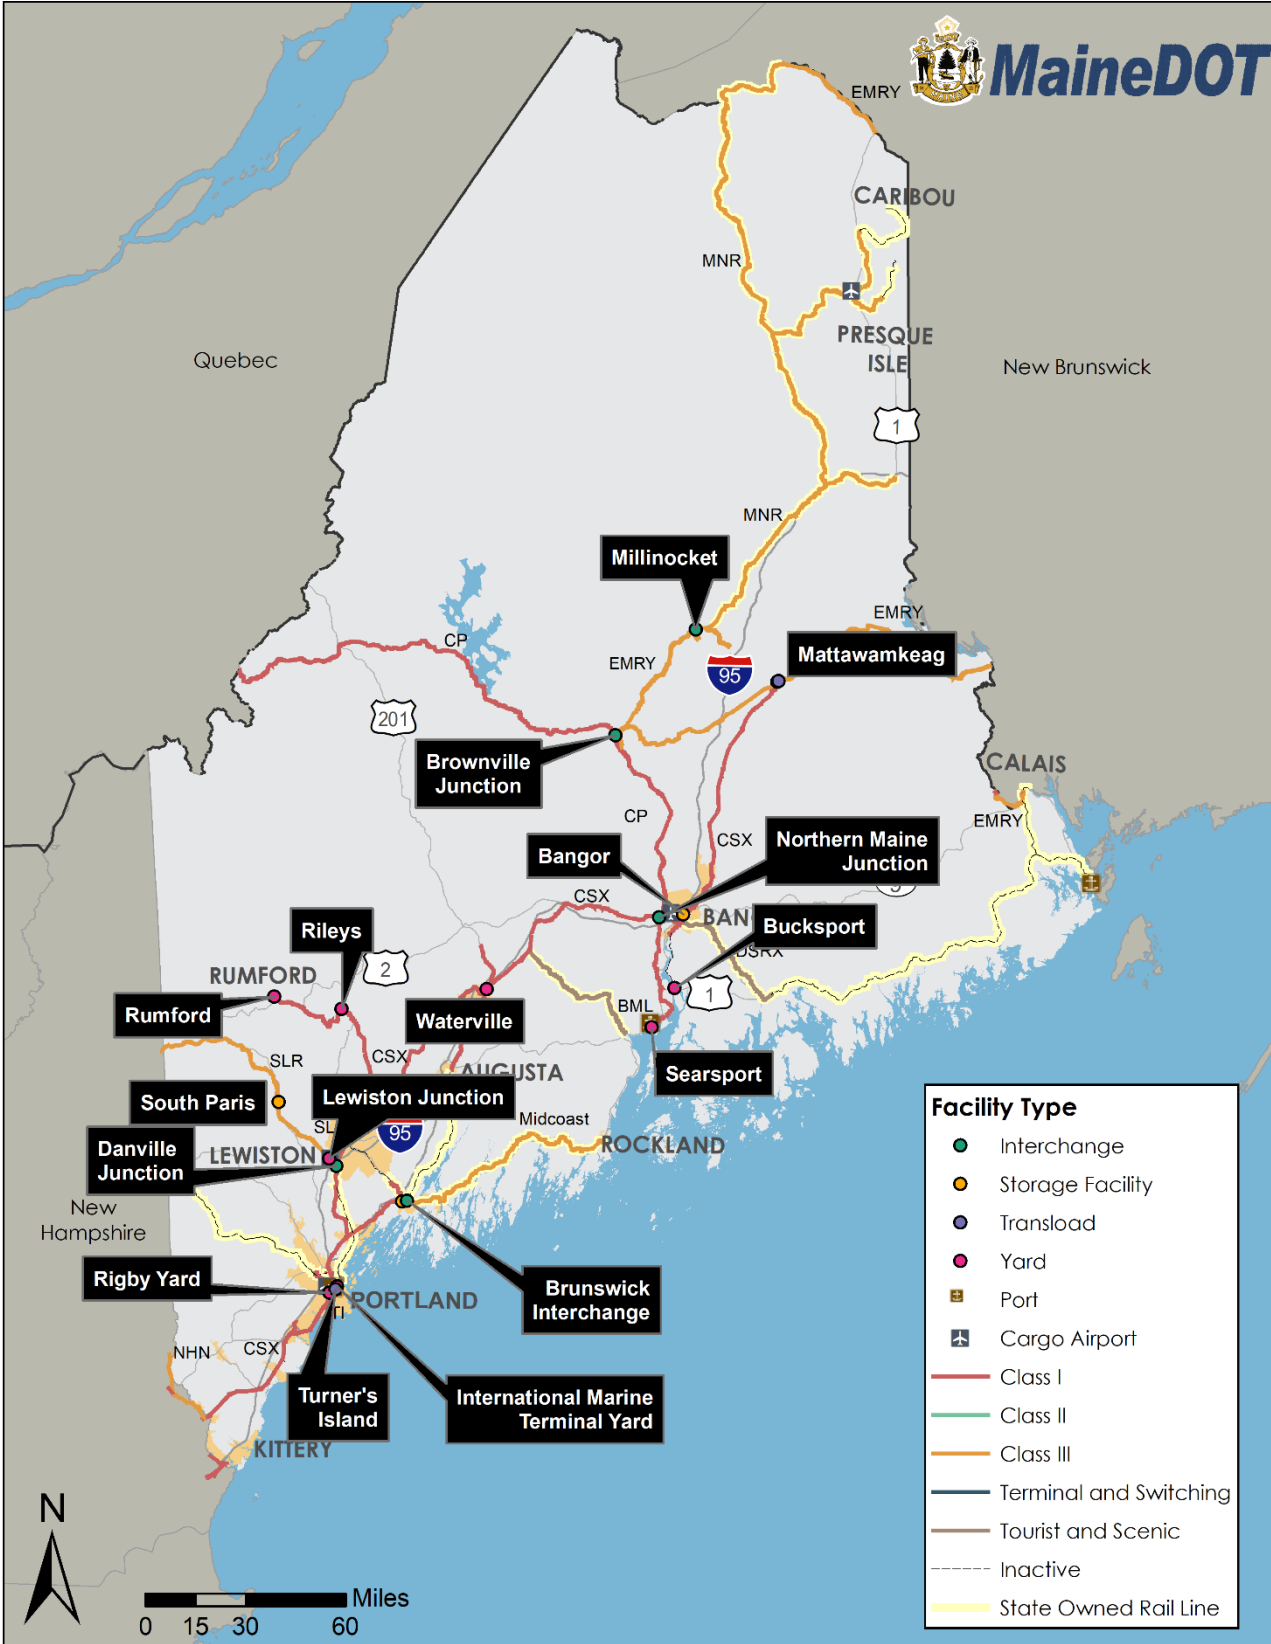 MAINE
MaineDOT
EMRY
CARIBOU
MNR
PRESQUE
ISLE
Quebec
New Brunswick
1
MNR
Millinocket
EMRY
CP
EMRY
95
Mattawamkeag
201
Brownville
Junction
CALAIS
CP
EMRY
CSX
Northern Maine
Junction
Bangor
CSX
BAN
Bucksport
DSRX
Rileys
2
RUMFORD
1
Rumford
Waterville
BML
CSX
SLR
AUGUSTA
Searsport
South Paris
Lewiston Junction
SL
95
Midcoast
ROCKLAND
Danville
Junction
LEWISTON
New
Hampshire
Rigby Yard
PORTLAND
Brunswick
Interchange
NHN
CSX
Turner's
Island
International Marine
Terminal Yard
KITTERY
N
Miles
0 15 30 60
Facility Type
Interchange
Storage Facility
Transload
Yard
Port
Cargo Airport
Class I
Class II
Class III
Terminal and Switching
Tourist and Scenic
Inactive
State Owned Rail Line